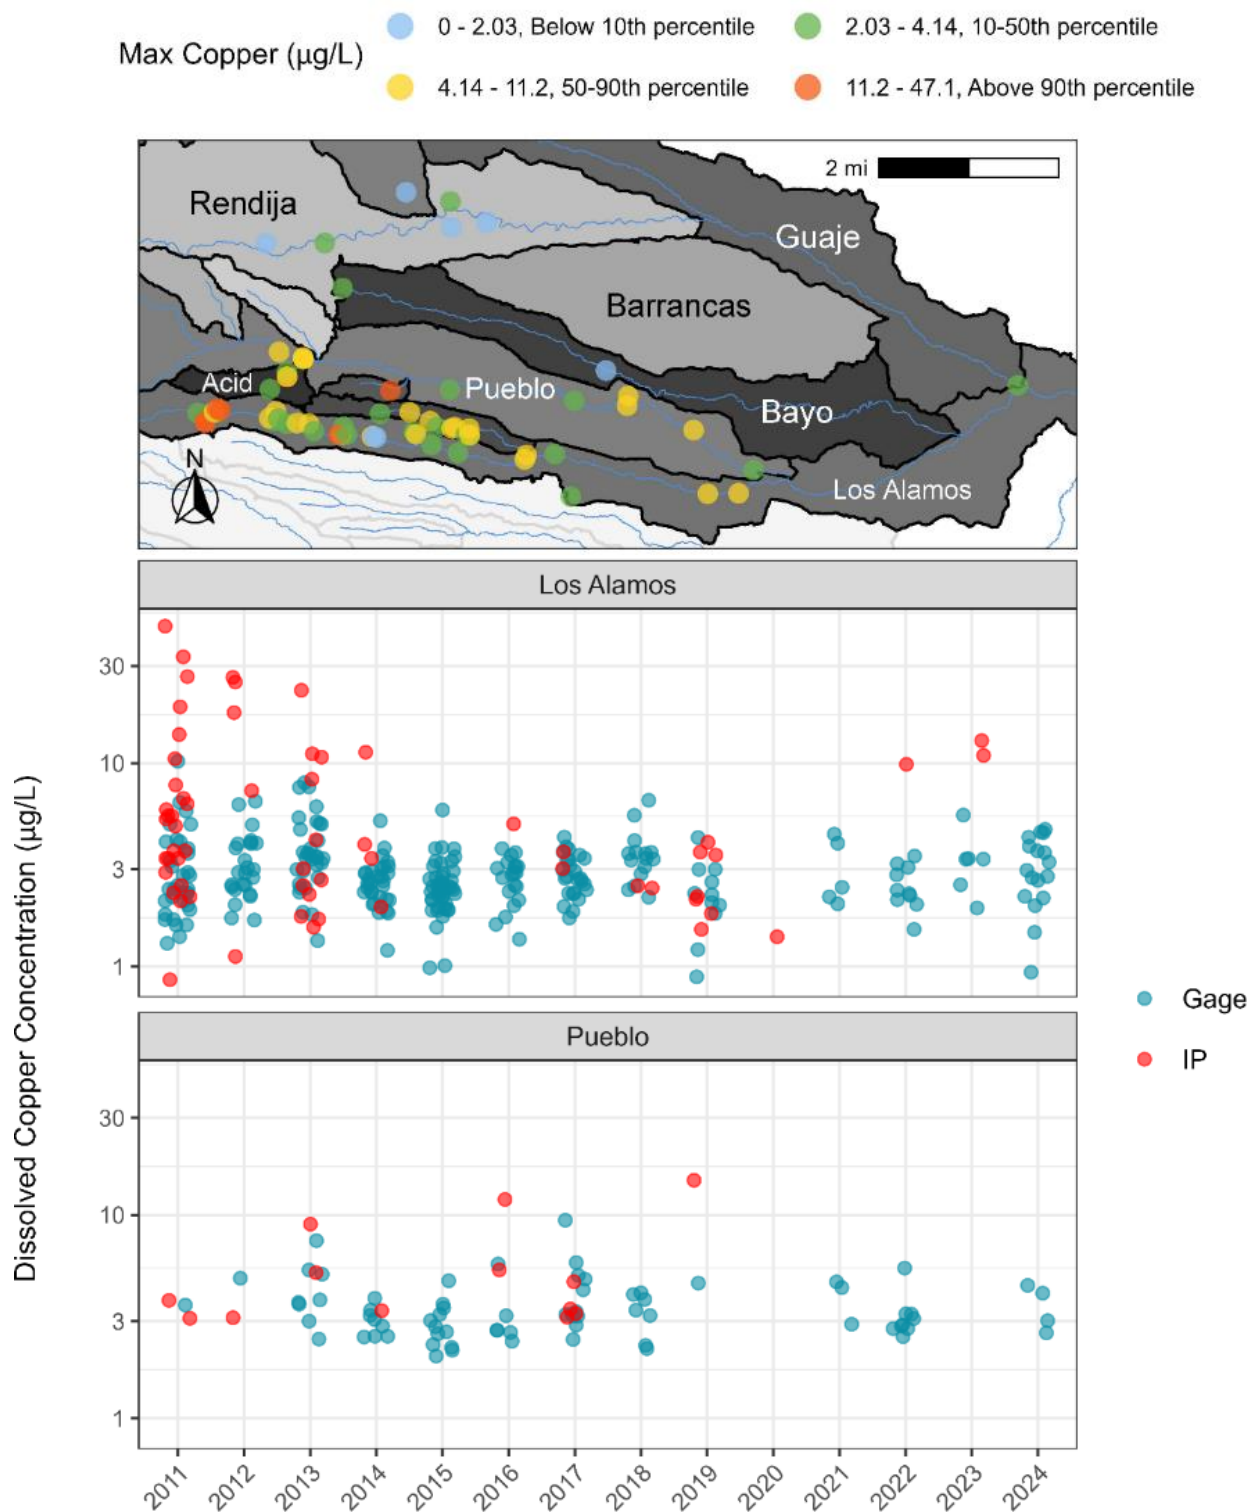 Max Copper (µg/L)
0 - 2.03, Below 10th percentile
2.03 - 4.14, 10-50th percentile
4.14 - 11.2, 50-90th percentile
11.2 - 47.1, Above 90th percentile
2 mi
Rendija
Guaje
Barrancas
Acid
Pueblo
Bayo
N
Los Alamos
Los Alamos
30
10
3
1
Dissolved Copper Concentration (µg/L)
Gage
IP
Pueblo
30
10
3
1
2011 2012 2013 2014 2015 2016 2017 2018 2019 2020 2021 2022 2023 2024